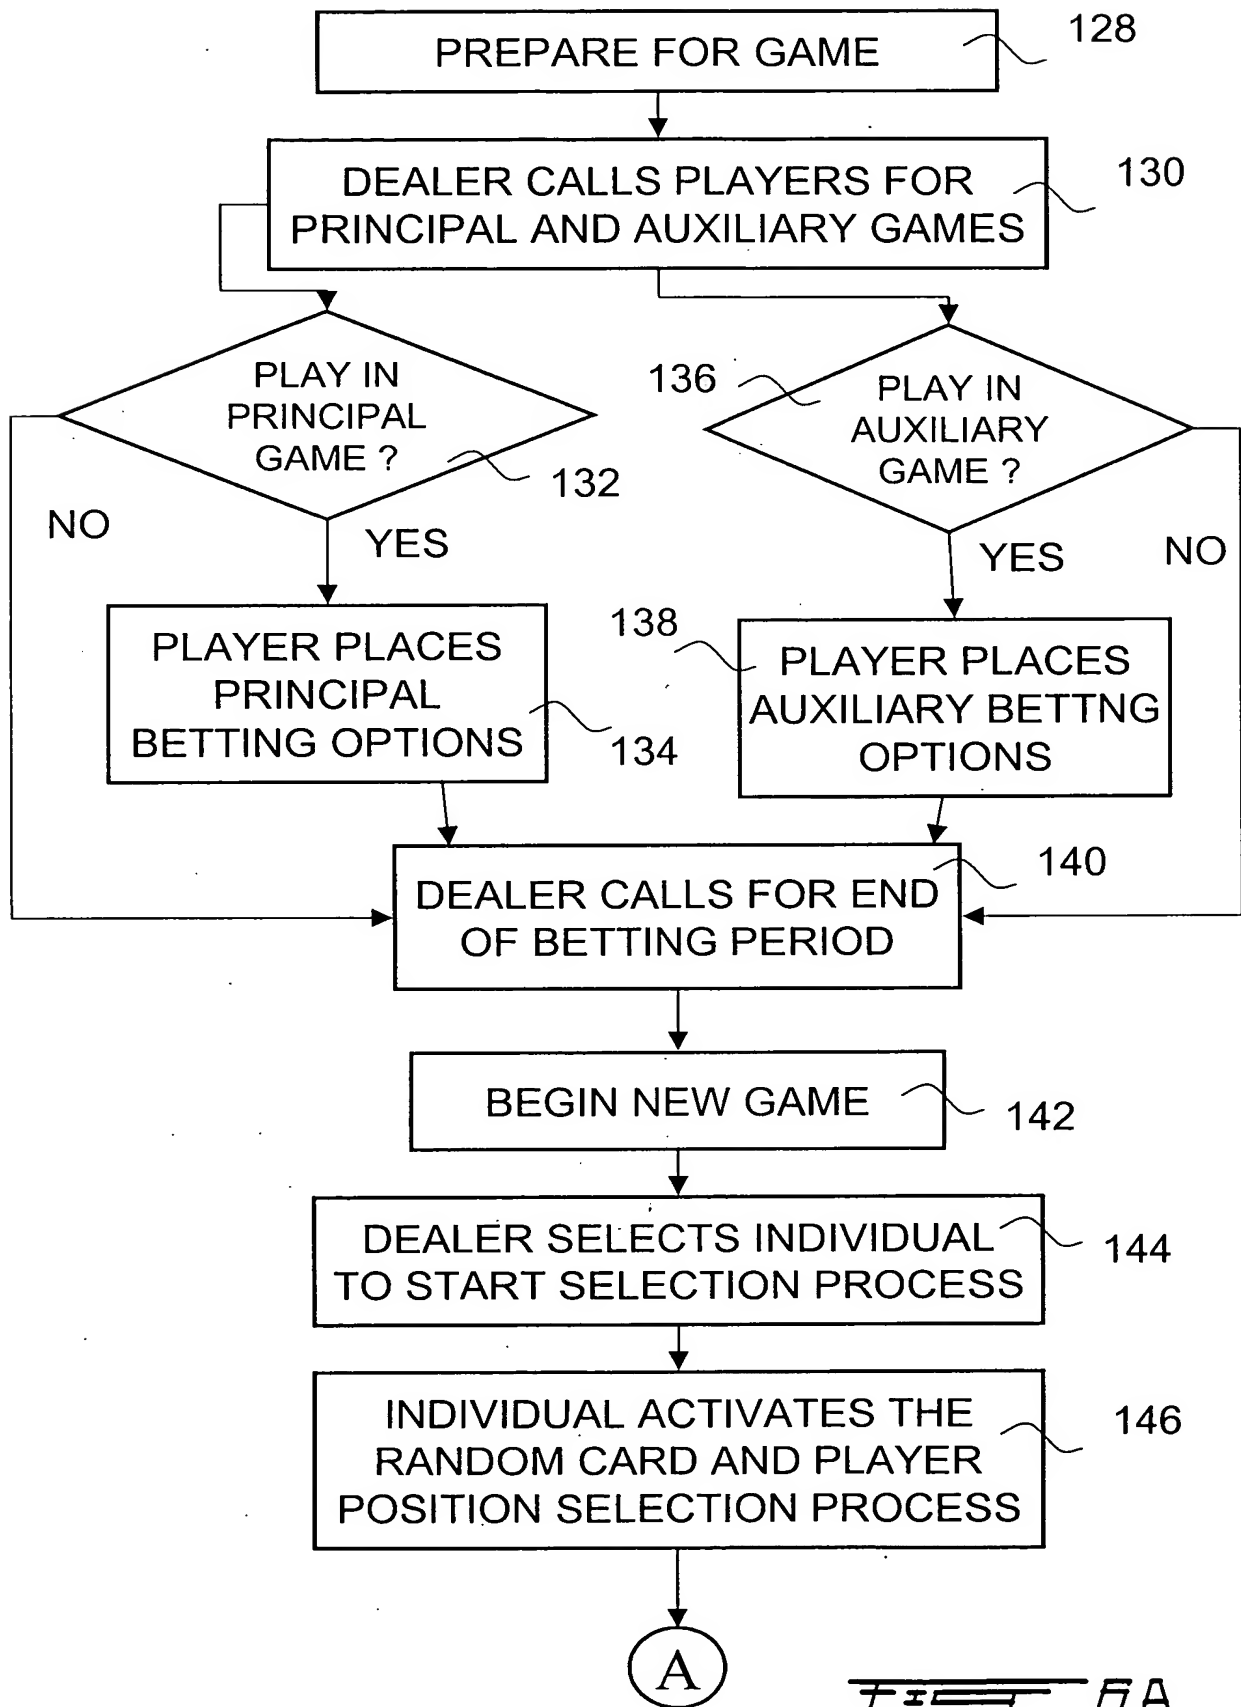 PREPARE FOR GAME
128
DEALER CALLS PLAYERS FOR
PRINCIPAL AND AUXILIARY GAMES
130
PLAY IN
PRINCIPAL
GAME ?
132
136
PLAY IN
AUXILIARY
GAME ?
NO
YES
YES
NO
PLAYER PLACES
PRINCIPAL
BETTING OPTIONS
134
138
PLAYER PLACES
AUXILIARY BETTNG
OPTIONS
140
DEALER CALLS FOR END
OF BETTING PERIOD
BEGIN NEW GAME
142
DEALER SELECTS INDIVIDUAL
TO START SELECTION PROCESS
144
INDIVIDUAL ACTIVATES THE
RANDOM CARD AND PLAYER
POSITION SELECTION PROCESS
146
A